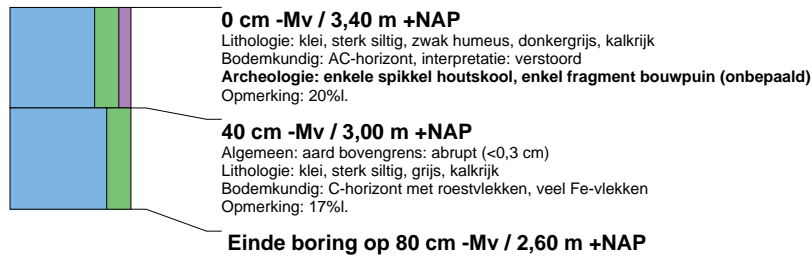 0 cm -Mv / 3,40 m +NAP
Lithologie: klei, sterk siltig, zwak humeus, donkergrijs, kalkrijk
Bodemkundig: AC-horizont, interpretatie: verstoord
Archeologie: enkele spikkel houtskool, enkel fragment bouwpuin (onbepaald)
Opmerking: 20%l.
40 cm -Mv / 3,00 m +NAP
Algemeen: aard bovengrens: abrupt (<0,3 cm)
Lithologie: klei, sterk siltig, grijs, kalkrijk
Bodemkundig: C-horizont met roestvlekken, veel Fe-vlekken
Opmerking: 17%l.
Einde boring op 80 cm -Mv / 2,60 m +NAP